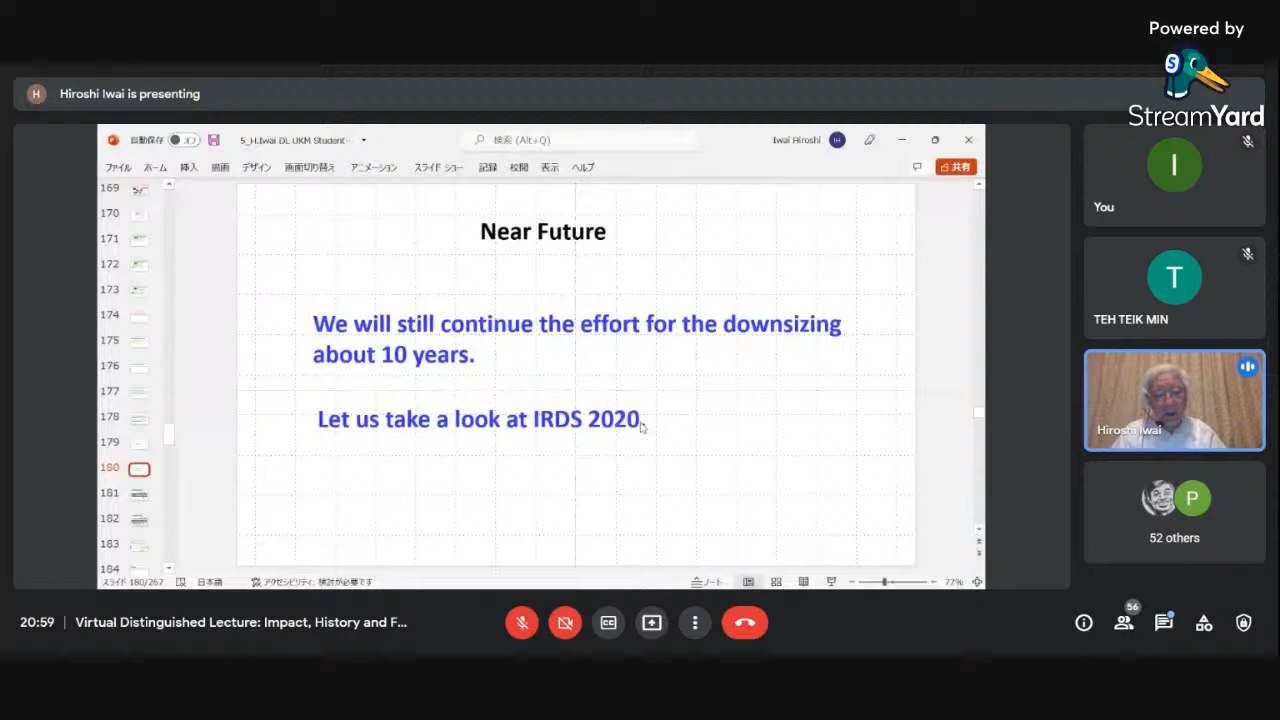 Powered by
StreamYard
H
Hiroshi Iwai is presenting
自動保存
オフ
5_H.Iwai DL UKM Student
検索 (Alt+Q)
Iwai Hiroshi
IH
ファイル ホーム 挿入 描画 デザイン 画面切り替え アニメーション スライド ショー 記録 校閲 表示 ヘルプ
共有
169
170
171
172
173
174
175
176
177
178
179
180
181
182
183
184
Near Future
We will still continue the effort for the downsizing
about 10 years.
Let us take a look at IRDS 2020.
スライド 180/267
日本語
アクセシビリティ: 検討が必要です
ノート
77%
I
You
T
TEH TEIK MIN
Hiroshi Iwai
P
52 others
20:59 | Virtual Distinguished Lecture: Impact, History and F...
CC
56